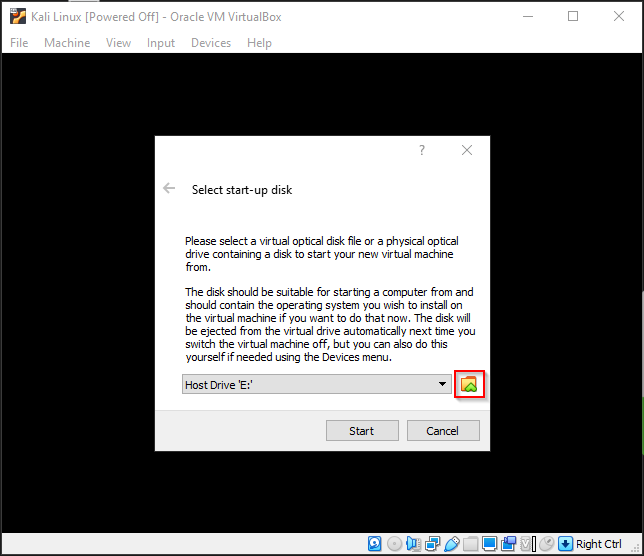 Kali Linux [Powered Off] - Oracle VM VirtualBox
File Machine View Input Devices Help
?
Select start-up disk
Please select a virtual optical disk file or a physical optical
drive containing a disk to start your new virtual machine
from.
The disk should be suitable for starting a computer from and
should contain the operating system you wish to install on
the virtual machine if you want to do that now. The disk will
be ejected from the virtual drive automatically next time you
switch the virtual machine off, but you can also do this
yourself if needed using the Devices menu.
Host Drive 'E:'
Start Cancel
Right Ctrl